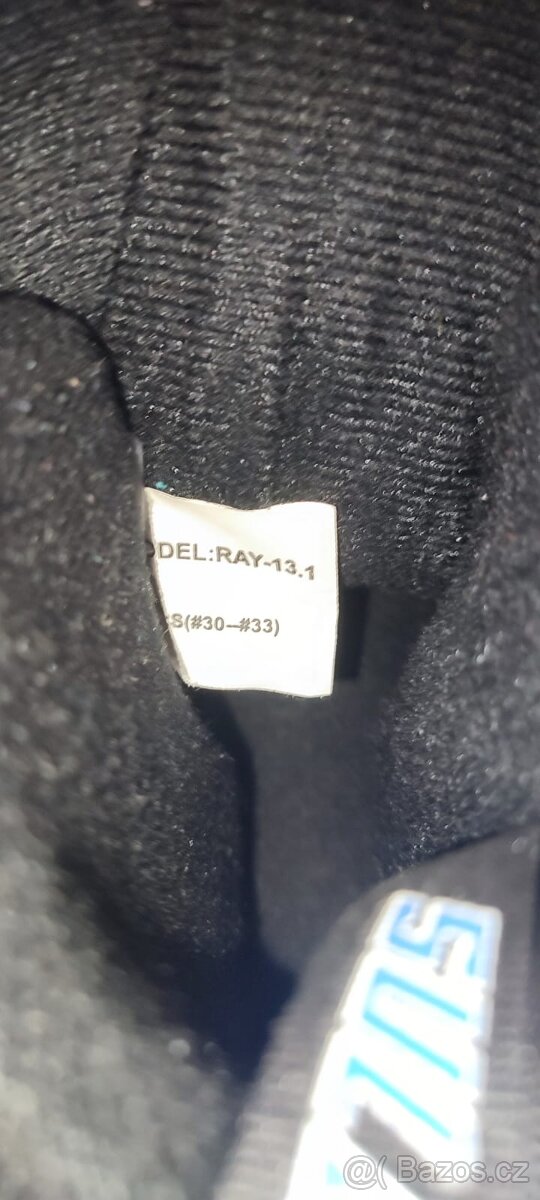 ODEL:RAY-13.1
S(#30–#33)
@( Bazos.cz